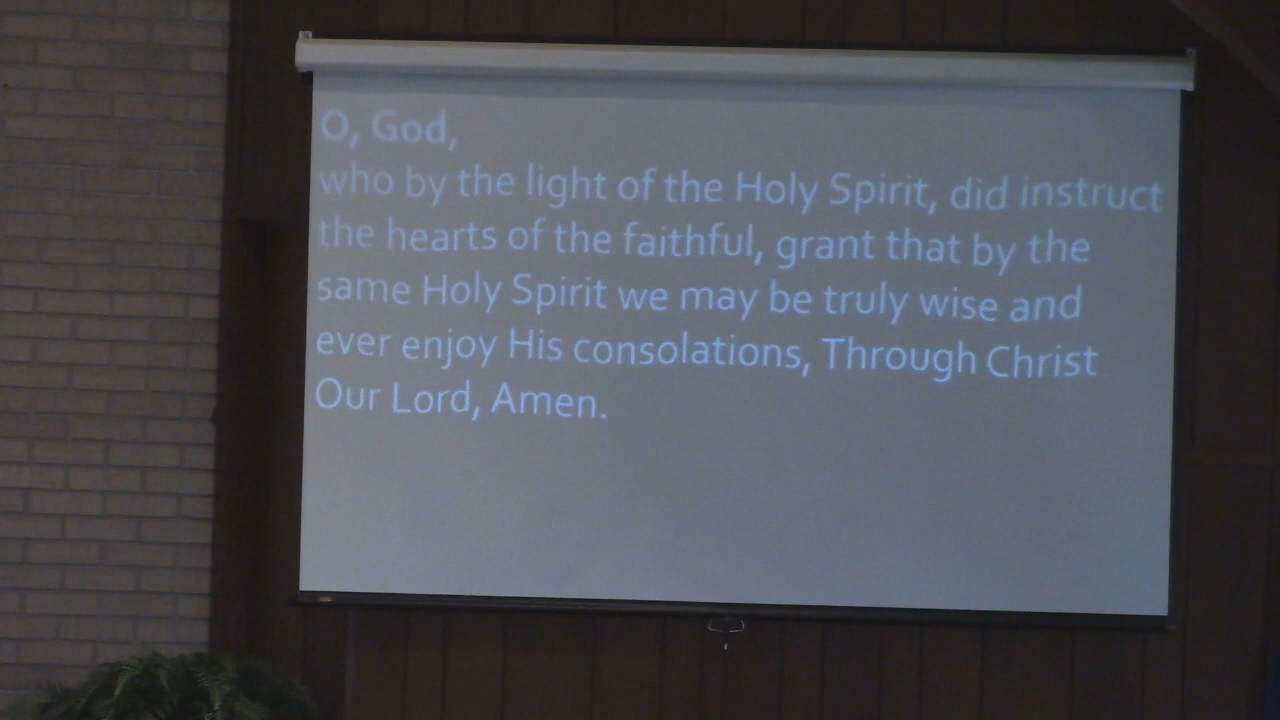 O, God,
who by the light of the Holy Spirit, did instruct
the hearts of the faithful, grant that by the
same Holy Spirit we may be truly wise and
ever enjoy His consolations, Through Christ
Our Lord, Amen.